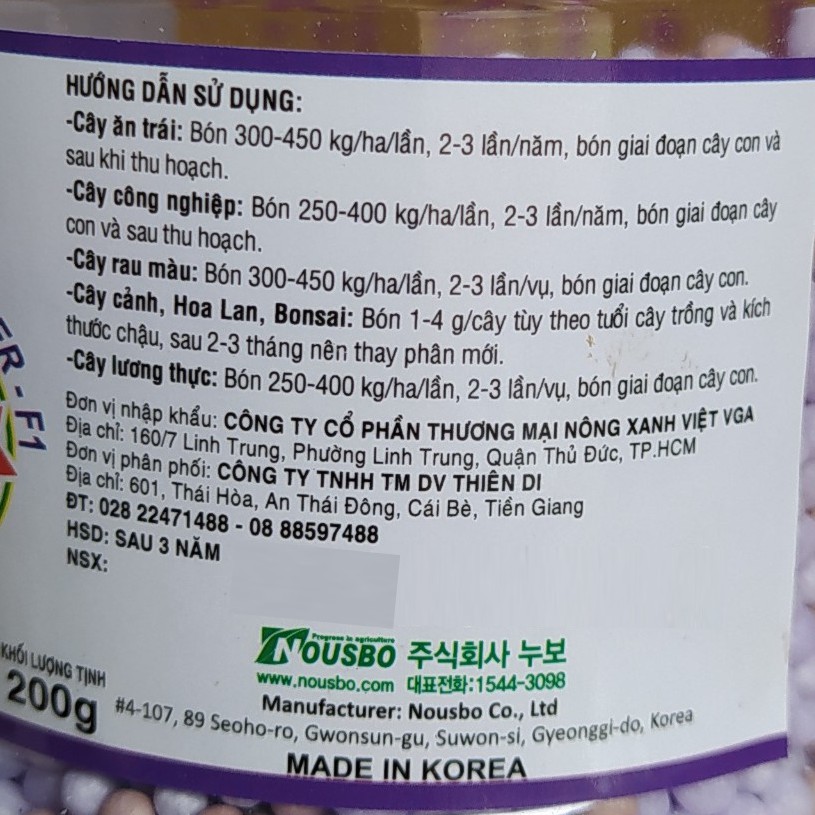 HƯỚNG DẪN SỬ DỤNG:
-Cây ăn trái: Bón 300-450 kg/ha/lần, 2-3 lần/năm, bón giai đoạn cây con và
sau khi thu hoạch.
-Cây công nghiệp: Bón 250-400 kg/ha/lần, 2-3 lần/năm, bón giai đoạn cây
con và sau thu hoạch.
-Cây rau màu: Bón 300-450 kg/ha/lần, 2-3 lần/vụ, bón giai đoạn cây con.
-Cây cảnh, Hoa Lan, Bonsai: Bón 1-4 g/cây tùy theo tuổi cây trồng và kích
thước chậu, sau 2-3 tháng nên thay phân mới.
-Cây lương thực: Bón 250-400 kg/ha/lần, 2-3 lần/vụ, bón giai đoạn cây con.
Đơn vị nhập khẩu: CÔNG TY CỔ PHẦN THƯƠNG MẠI NÔNG XANH VIỆT VGA
Địa chỉ: 160/7 Linh Trung, Phường Linh Trung, Quận Thủ Đức, TP.HCM
Đơn vị phân phối: CÔNG TY TNHH TM DV THIÊN DI
Địa chỉ: 601, Thái Hòa, An Thái Đông, Cái Bè, Tiền Giang
ĐT: 028 22471488 - 08 88597488
HSD: SAU 3 NĂM
NSX:
ER - F1
KHỐI LƯỢNG TỊNH
200g
Progress in agriculture
NOUSBO 주식회사 누보
www.nousbo.com 대표전화:1544-3098
Manufacturer: Nousbo Co., Ltd
#4-107, 89 Seoho-ro, Gwonsun-gu, Suwon-si, Gyeonggi-do, Korea
MADE IN KOREA